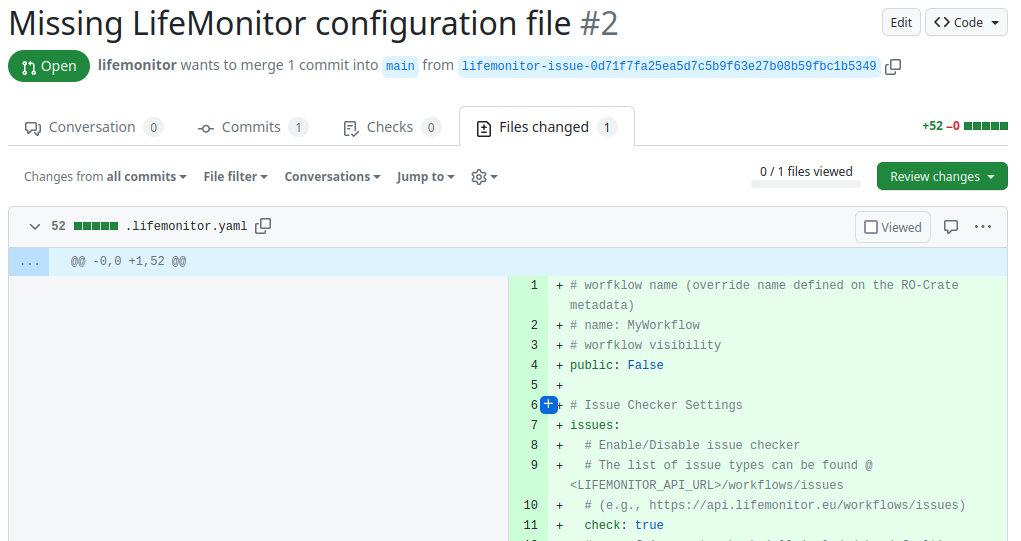 Missing LifeMonitor configuration file #2
Edit
Code
Open
lifemonitor wants to merge 1 commit into main from lifemonitor-issue-0d71f7fa25ea5d7c5b9f63e27b08b59fbc1b5349
Conversation 0
Commits 1
Checks 0
Files changed 1
+52 −0
Changes from all commits
File filter
Conversations
Jump to
0 / 1 files viewed
Review changes
52 .lifemonitor.yaml
Viewed
...
... @@ -0,0 +1,52 @@
1 + # worfklow name (override name defined on the RO-Crate
metadata)
2 + # name: MyWorkflow
3 + # worfklow visibility
4 + public: False
5 +
6 + # Issue Checker Settings
7 + issues:
8 + # Enable/Disable issue checker
9 + # The list of issue types can be found @
<LIFEMONITOR_API_URL>/workflows/issues
10 + # (e.g., https://api.lifemonitor.eu/workflows/issues)
11 + check: true